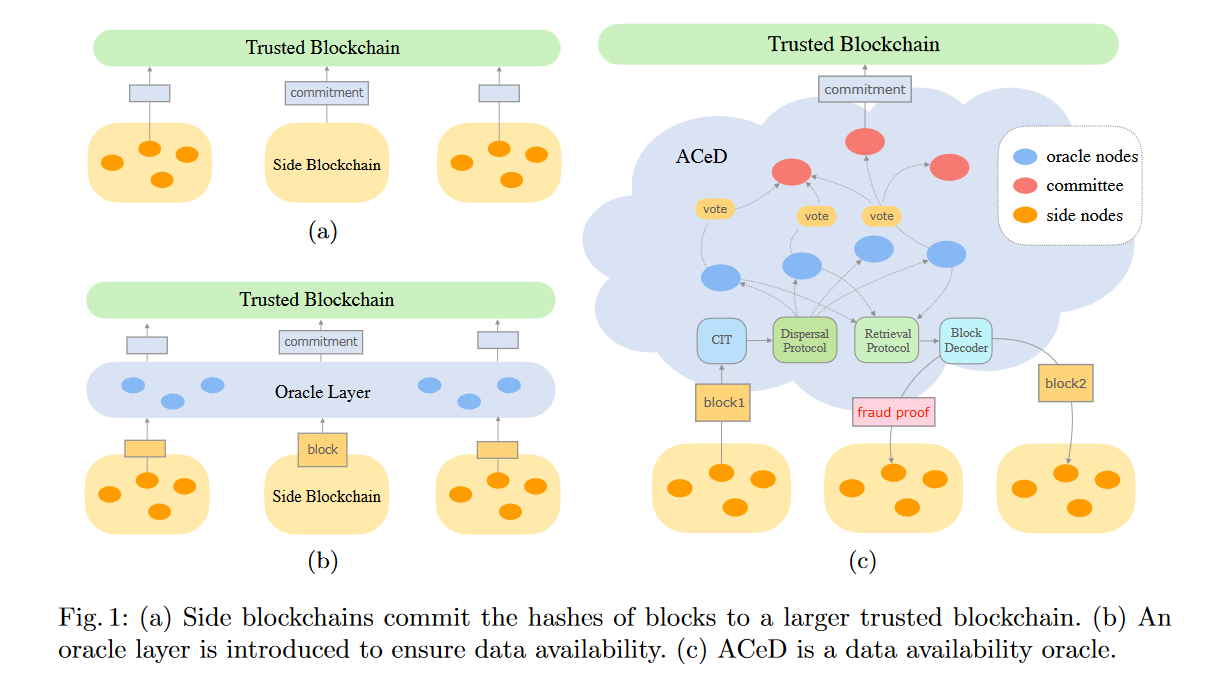 Trusted Blockchain
commitment
Side Blockchain
(a)
Trusted Blockchain
commitment
Oracle Layer
block
Side Blockchain
(b)
Trusted Blockchain
commitment
ACeD
oracle nodes
committee
side nodes
vote
vote
vote
CIT
Dispersal
Protocol
Retrieval
Protocol
Block
Decoder
block1
fraud proof
block2
(c)
Fig. 1: (a) Side blockchains commit the hashes of blocks to a larger trusted blockchain. (b) An
oracle layer is introduced to ensure data availability. (c) ACeD is a data availability oracle.